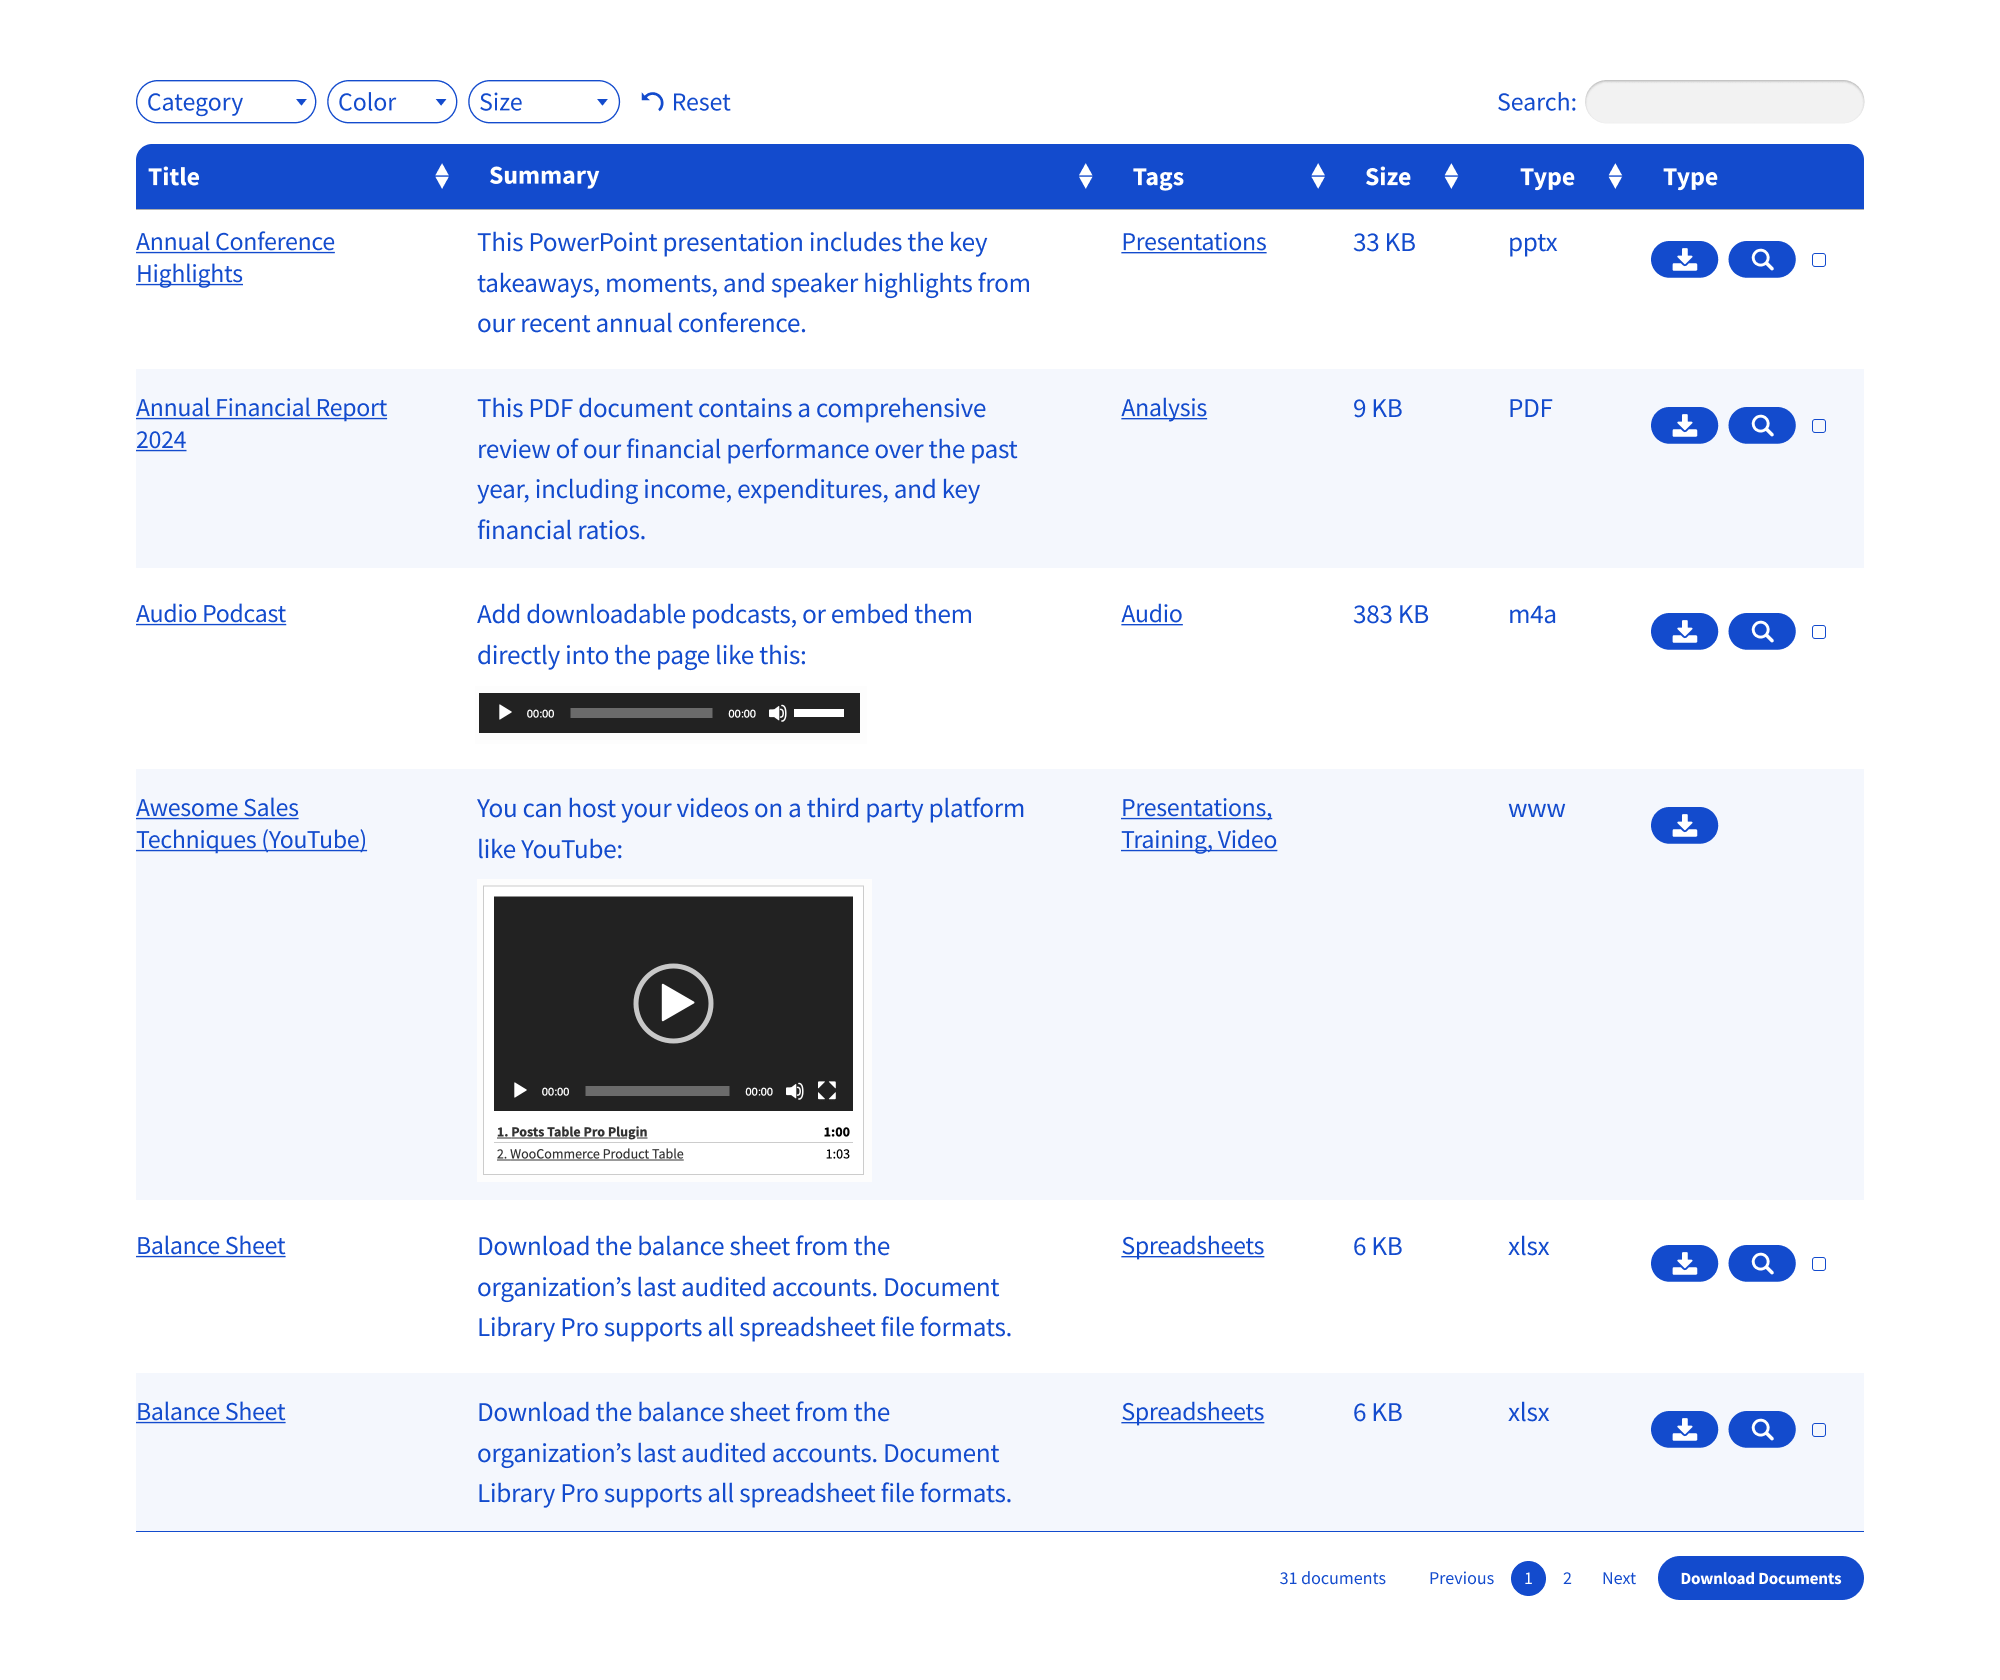 Category
Color
Size
Reset
Search:
Title
Summary
Tags
Size
Type
Type
Annual Conference
Highlights
This PowerPoint presentation includes the key
takeaways, moments, and speaker highlights from
our recent annual conference.
Presentations
33 KB
pptx
Annual Financial Report
2024
This PDF document contains a comprehensive
review of our financial performance over the past
year, including income, expenditures, and key
financial ratios.
Analysis
9 KB
PDF
Audio Podcast
Add downloadable podcasts, or embed them
directly into the page like this:
00:00
00:00
Audio
383 KB
m4a
Awesome Sales
Techniques (YouTube)
You can host your videos on a third party platform
like YouTube:
00:00
00:00
1. Posts Table Pro Plugin 1:00
2. WooCommerce Product Table 1:03
Presentations,
Training, Video
www
Balance Sheet
Download the balance sheet from the
organization’s last audited accounts. Document
Library Pro supports all spreadsheet file formats.
Spreadsheets
6 KB
xlsx
Balance Sheet
Download the balance sheet from the
organization’s last audited accounts. Document
Library Pro supports all spreadsheet file formats.
Spreadsheets
6 KB
xlsx
31 documents
Previous
1
2
Next
Download Documents